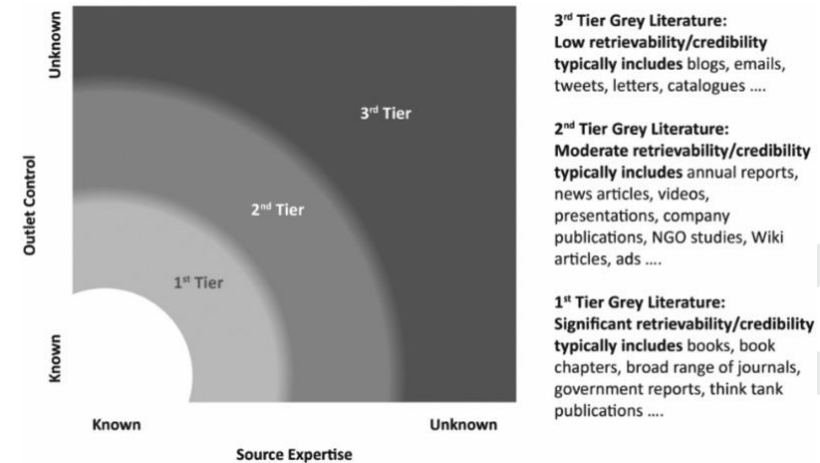 Unknown
Outlet Control
Known
3rd Tier
2nd Tier
1st Tier
Known
Unknown
Source Expertise
3rd Tier Grey Literature:
Low retrievability/credibility
typically includes blogs, emails,
tweets, letters, catalogues ....
2nd Tier Grey Literature:
Moderate retrievability/credibility
typically includes annual reports,
news articles, videos,
presentations, company
publications, NGO studies, Wiki
articles, ads ....
1st Tier Grey Literature:
Significant retrievability/credibility
typically includes books, book
chapters, broad range of journals,
government reports, think tank
publications ....